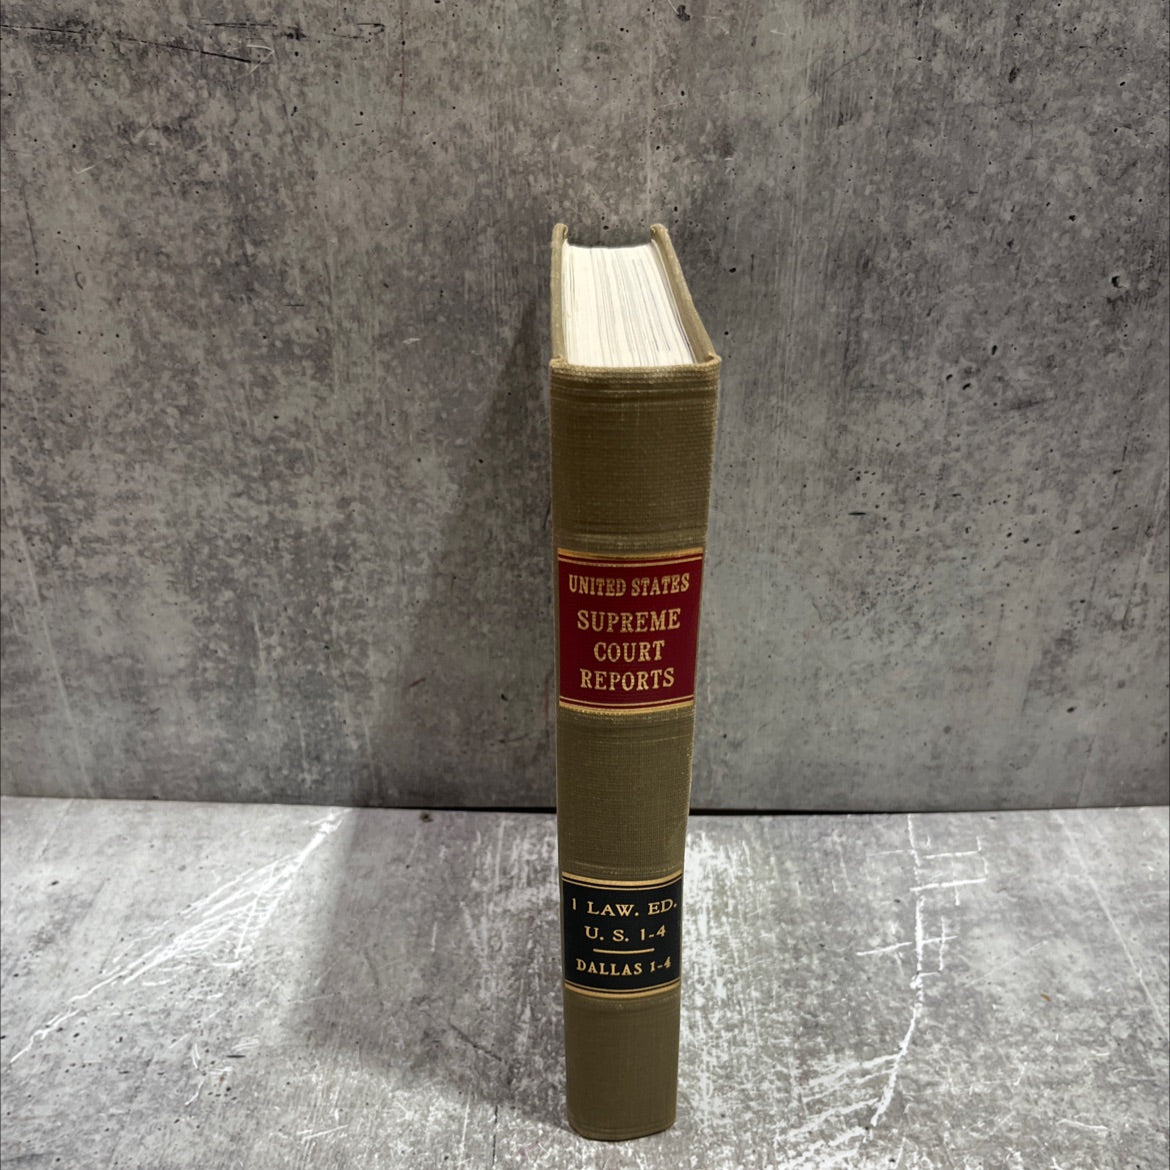 UNITED STATES
SUPREME
COURT
REPORTS
1 LAW. ED.
U. S. 1-4
DALLAS 1-4